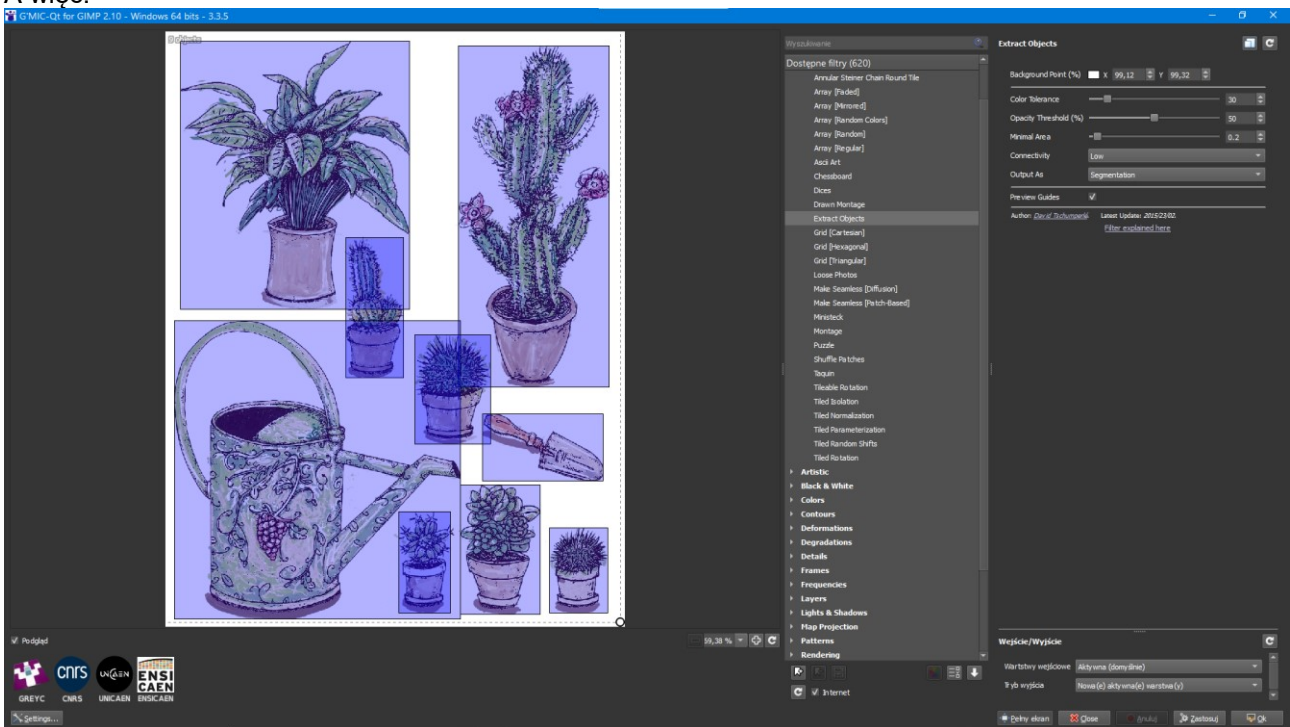 A więc:
G'MIC-Qt for GIMP 2.10 - Windows 64 bits - 3.3.5
9 objects
Wyszukiwanie
Dostępne filtry (620)
Annular Steiner Chain Round Tile
Array [Faded]
Array [Mirrored]
Array [Random Colors]
Array [Random]
Array [Regular]
Ascii Art
Chessboard
Dices
Drawn Montage
Extract Objects
Grid [Cartesian]
Grid [Hexagonal]
Grid [Triangular]
Loose Photos
Make Seamless [Diffusion]
Make Seamless [Patch-Based]
Ministeck
Montage
Puzzle
Shuffle Patches
Taquin
Tileable Rotation
Tiled Isolation
Tiled Normalization
Tiled Parameterization
Tiled Random Shifts
Tiled Rotation
Artistic
Black & White
Colors
Contours
Deformations
Degradations
Details
Frames
Frequencies
Layers
Lights & Shadows
Map Projection
Patterns
Rendering
Internet
Extract Objects
Background Point (%) X 99,12 Y 99,32
Color Tolerance 30
Opacity Threshold (%) 50
Minimal Area 0.2
Connectivity Low
Output As Segmentation
Preview Guides
Author: David Tschumperlé. Latest Update: 2015/23/02.
Filter explained here
Wejście/Wyjście
Warstwy wejściowe Aktywna (domyślnie)
Tryb wyjścia Nowa(e) aktywna(e) warstwa(y)
Podgląd
59,38 %
GREYC CNRS UNICAEN ENSICAEN
cnrs UNICAEN ENSI
CAEN
Settings...
Pełny ekran Close Anuluj Zastosuj Ok